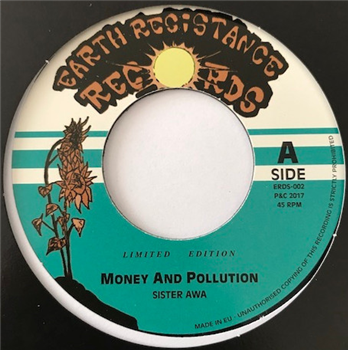 EARTH RESISTANCE
RECORDS
A
SIDE
ERDS-002
P&C 2017
45 RPM
LIMITED EDITION
MONEY AND POLLUTION
SISTER AWA
MADE IN EU - UNAUTHORISED COPYING OF THIS RECORDING IS STRICTLY PROHIBITED